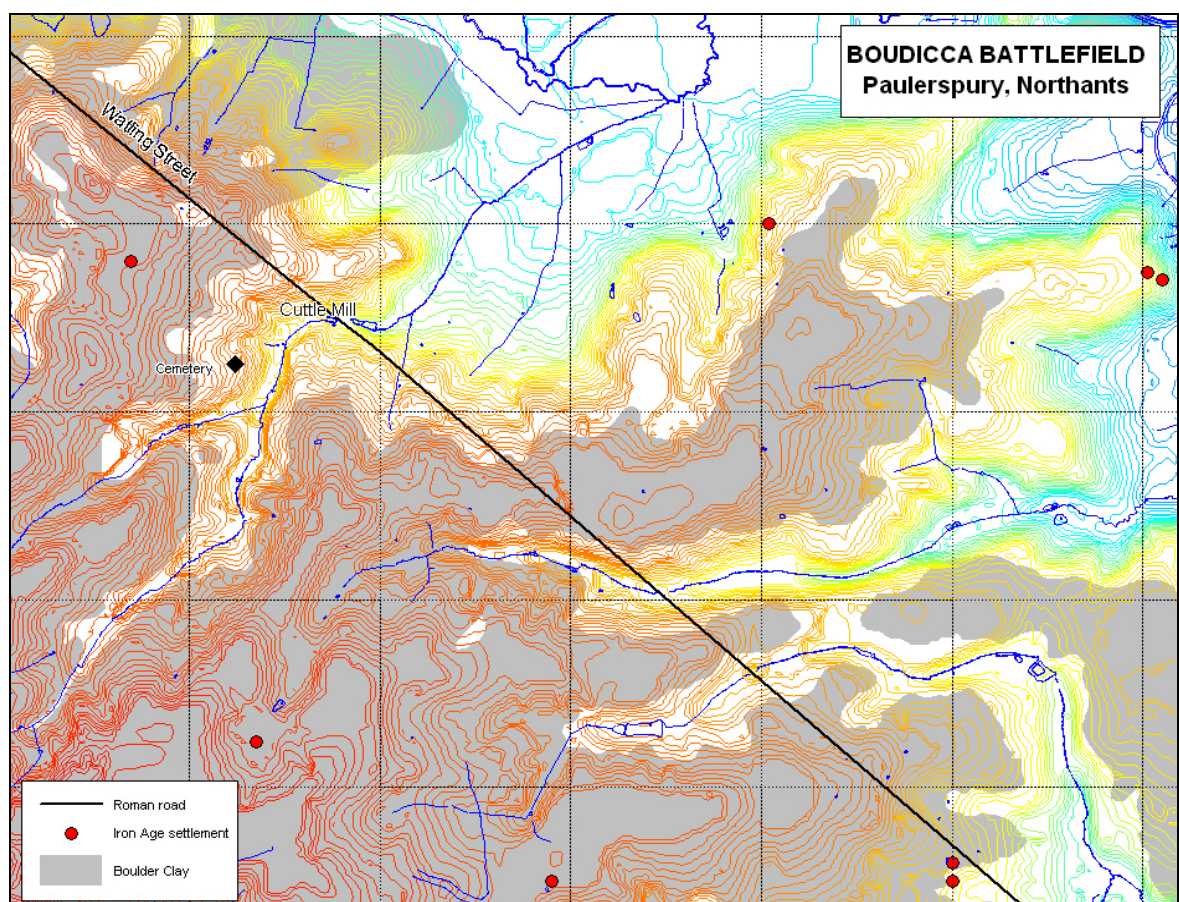 BOUDICCA BATTLEFIELD
Paulerspury, Northants
Watling Street
Cuttle Mill
Cemetery
Roman road
Iron Age settlement
Boulder Clay